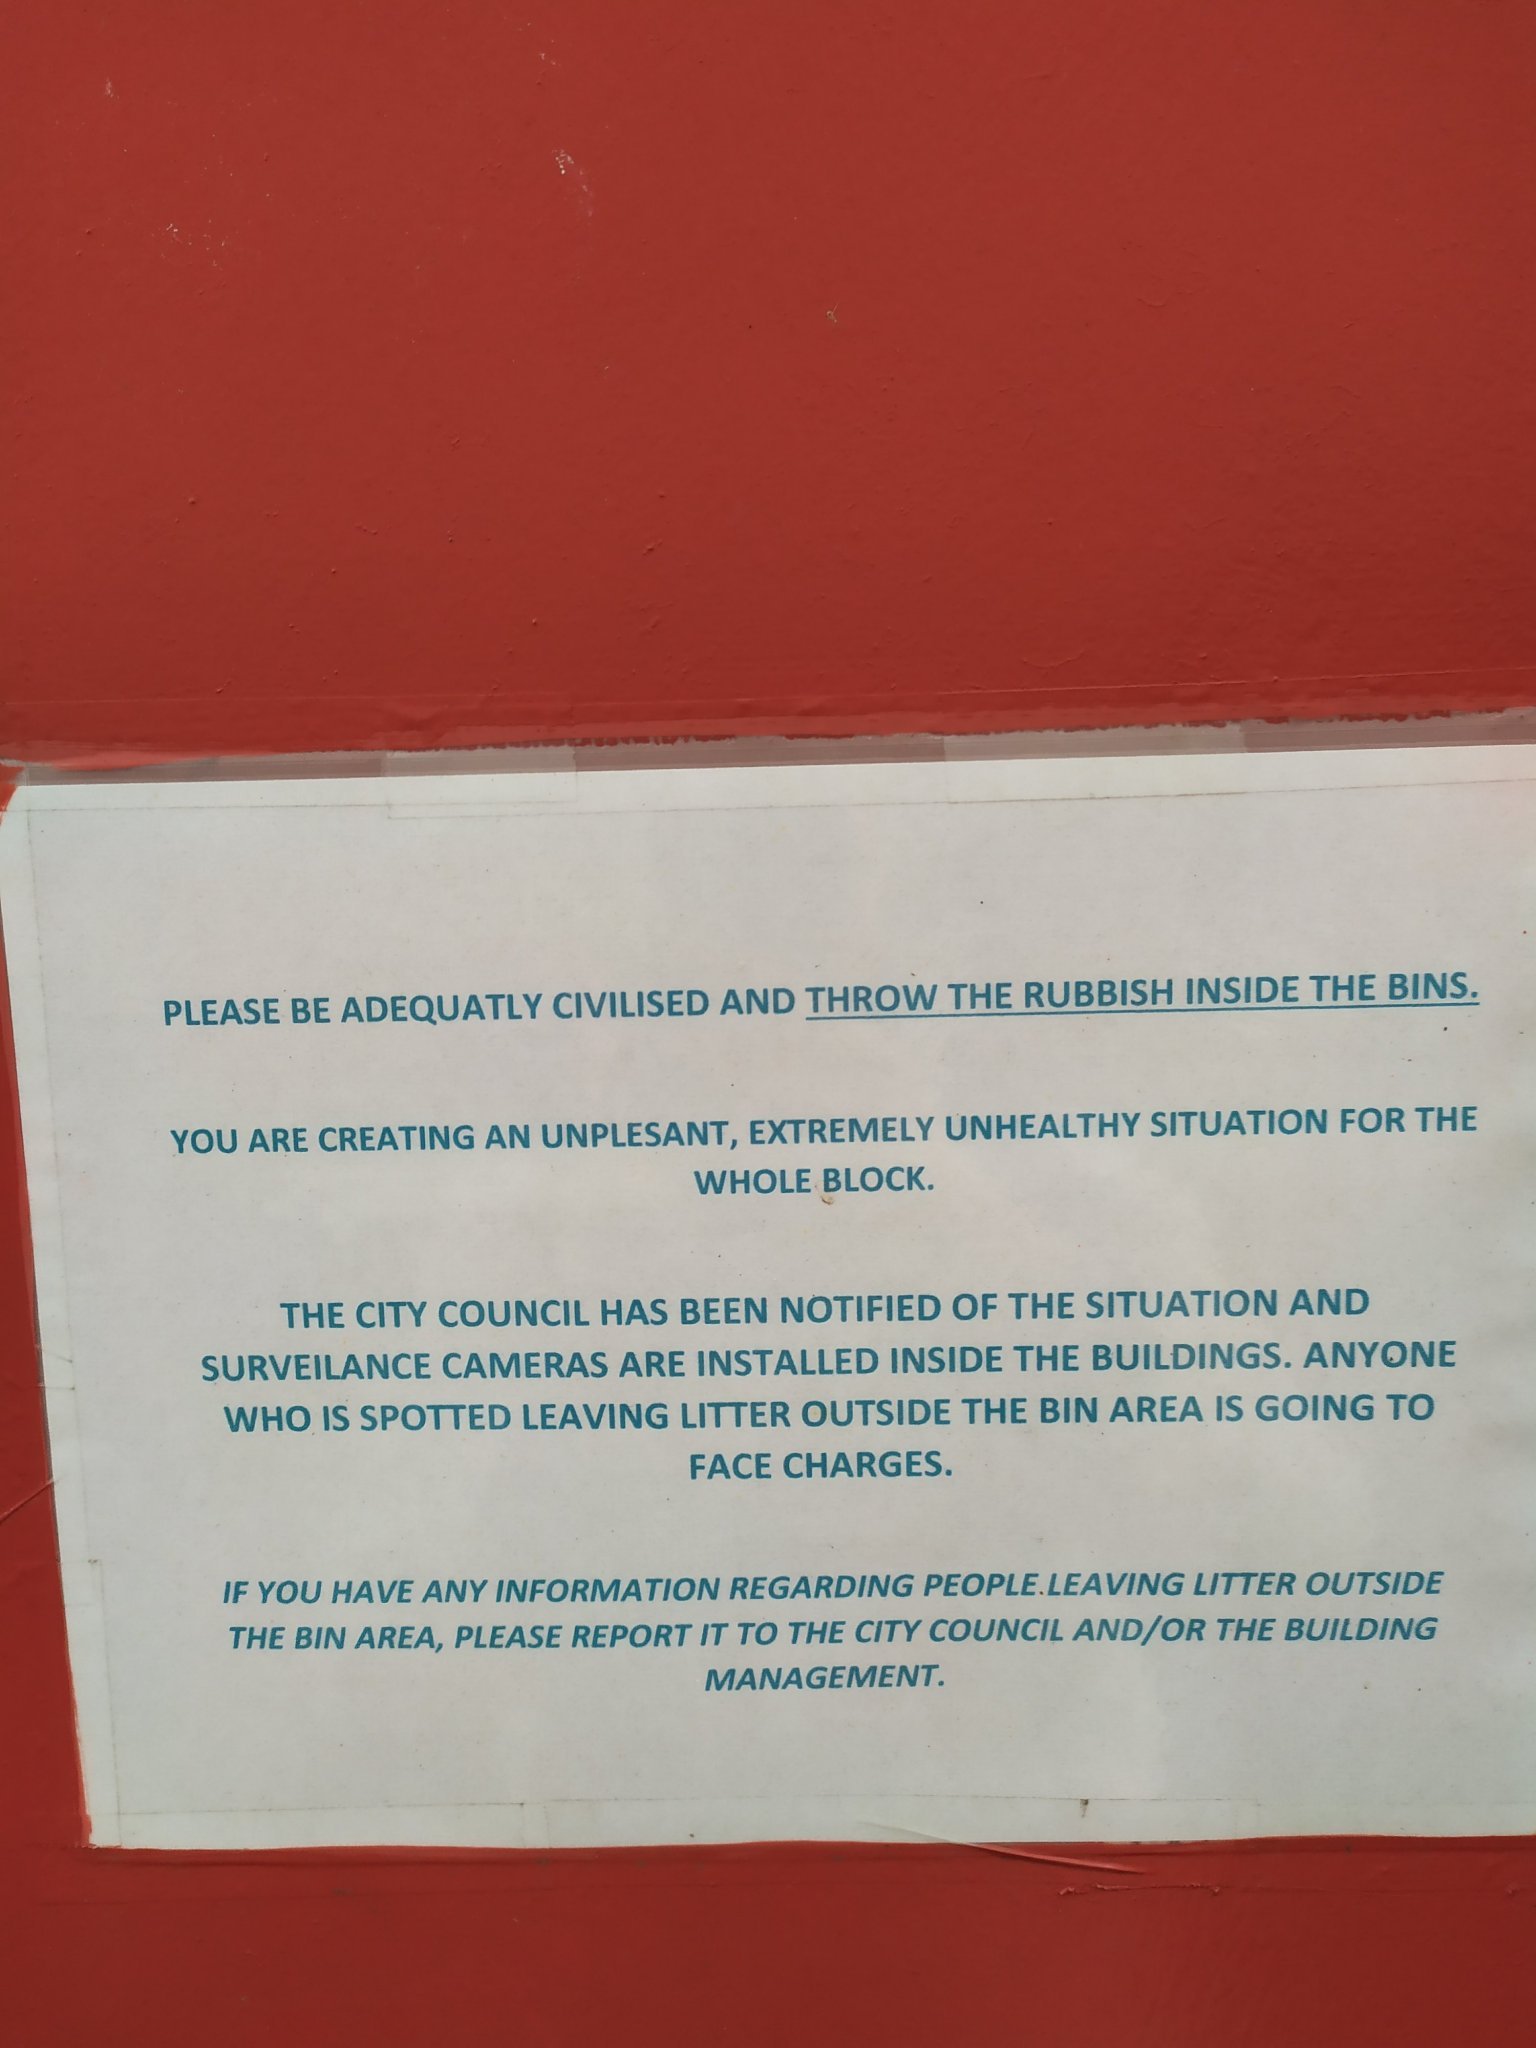 PLEASE BE ADEQUATLY CIVILISED AND THROW THE RUBBISH INSIDE THE BINS.
YOU ARE CREATING AN UNPLESANT, EXTREMELY UNHEALTHY SITUATION FOR THE
WHOLE BLOCK.
THE CITY COUNCIL HAS BEEN NOTIFIED OF THE SITUATION AND
SURVEILANCE CAMERAS ARE INSTALLED INSIDE THE BUILDINGS. ANYONE
WHO IS SPOTTED LEAVING LITTER OUTSIDE THE BIN AREA IS GOING TO
FACE CHARGES.
IF YOU HAVE ANY INFORMATION REGARDING PEOPLE LEAVING LITTER OUTSIDE
THE BIN AREA, PLEASE REPORT IT TO THE CITY COUNCIL AND/OR THE BUILDING
MANAGEMENT.